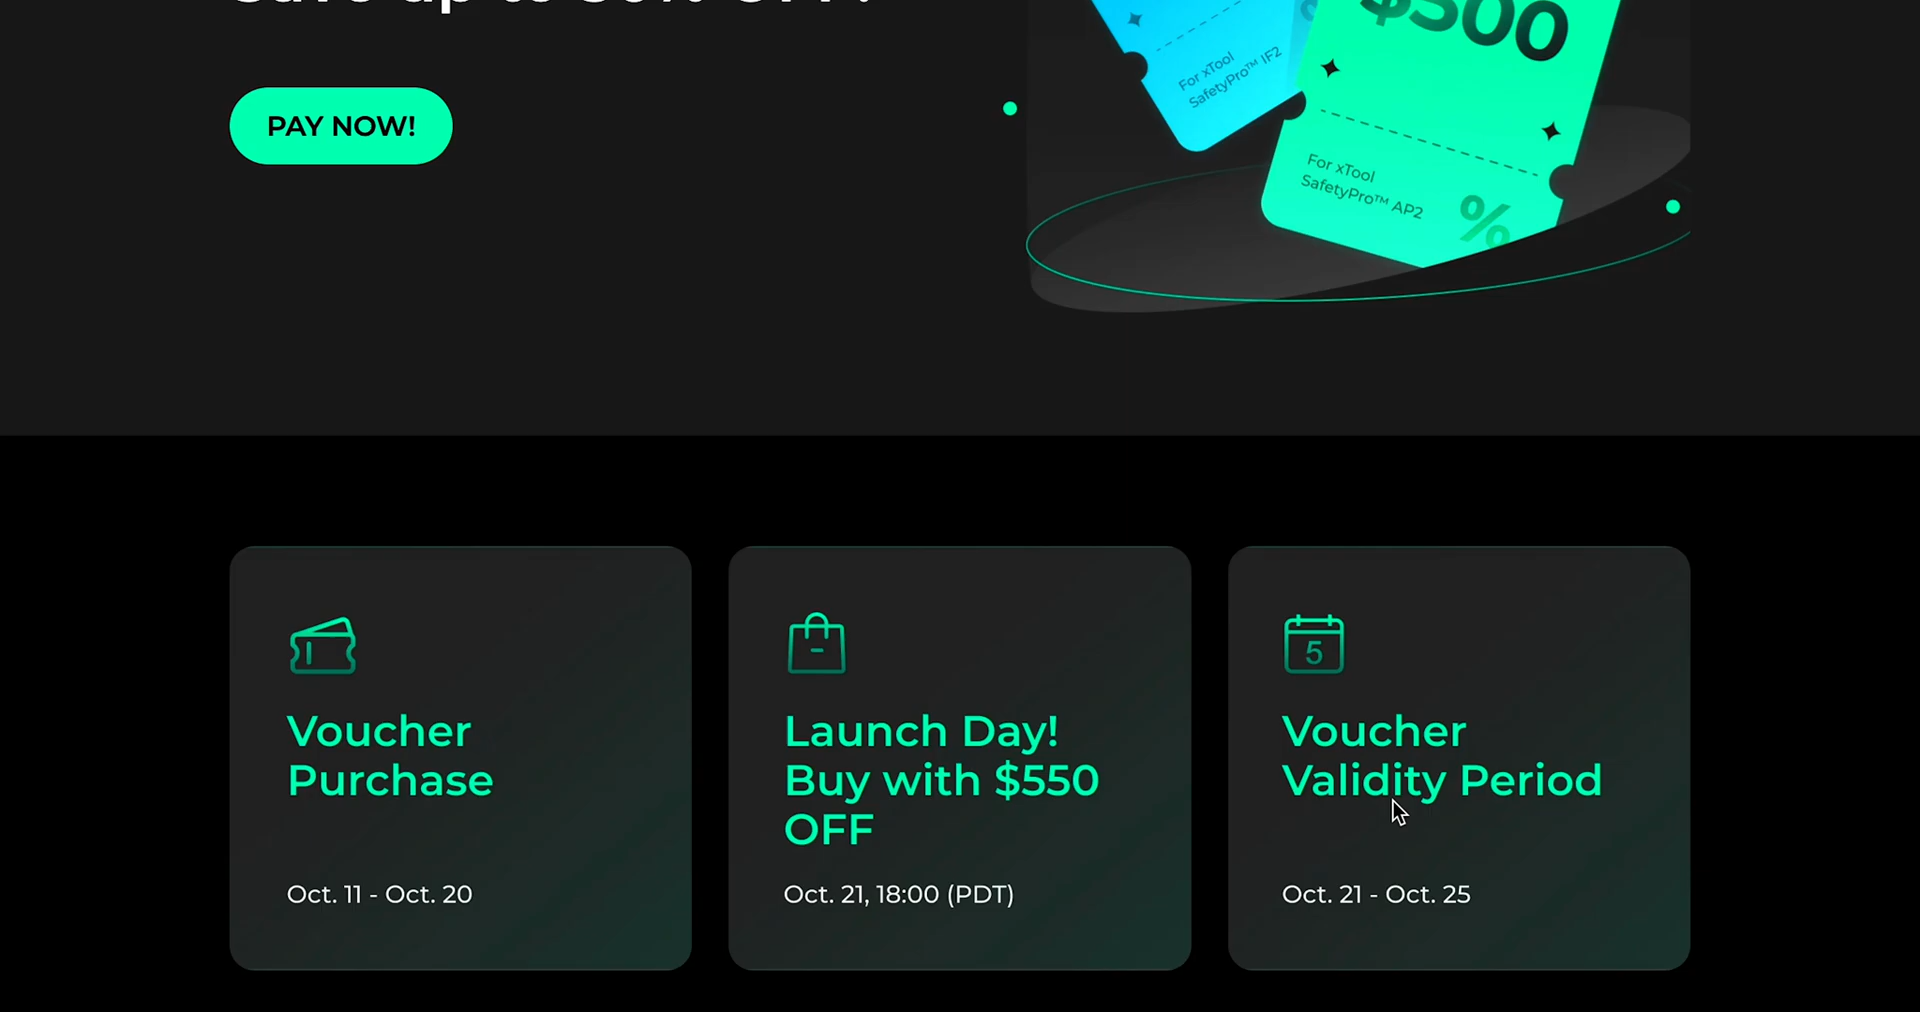 PAY NOW!
For xTool
SafetyPro™ IF2
$500
For xTool
SafetyPro™ AP2
%
Voucher
Purchase
Oct. 11 - Oct. 20
Launch Day!
Buy with $550
OFF
Oct. 21, 18:00 (PDT)
5
Voucher
Validity Period
Oct. 21 - Oct. 25